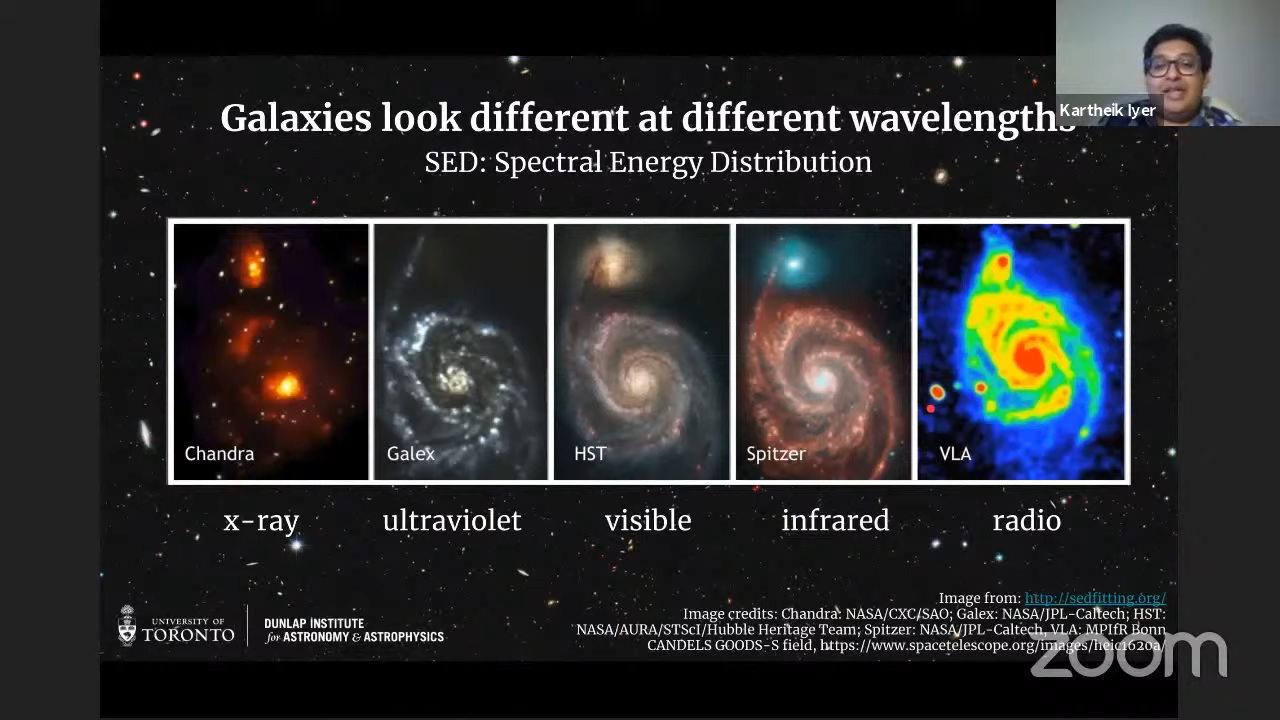 Kartheik Iyer
Galaxies look different at different wavelengths
SED: Spectral Energy Distribution
Chandra
Galex
HST
Spitzer
VLA
x-ray
ultraviolet
visible
infrared
radio
Image from: http://sedfitting.org/
Image credits: Chandra: NASA/CXC/SAO; Galex: NASA/JPL-Caltech; HST:
NASA/AURA/STScI/Hubble Heritage Team; Spitzer: NASA/JPL-Caltech, VLA: MPIfR Bonn
CANDELS GOODS-S field, https://www.spacetelescope.org/images/heic1620a/
UNIVERSITY OF
TORONTO
DUNLAP INSTITUTE
for ASTRONOMY & ASTROPHYSICS
zoom